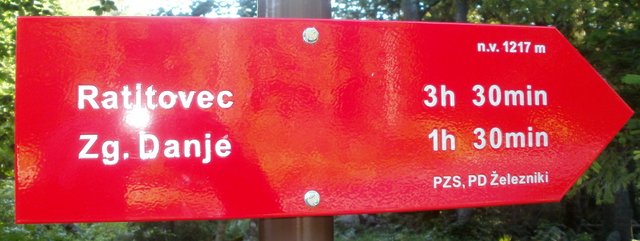 n.v. 1217 m
Ratitovec 3h 30min
Zg. Danje 1h 30min
PZS, PD Železniki